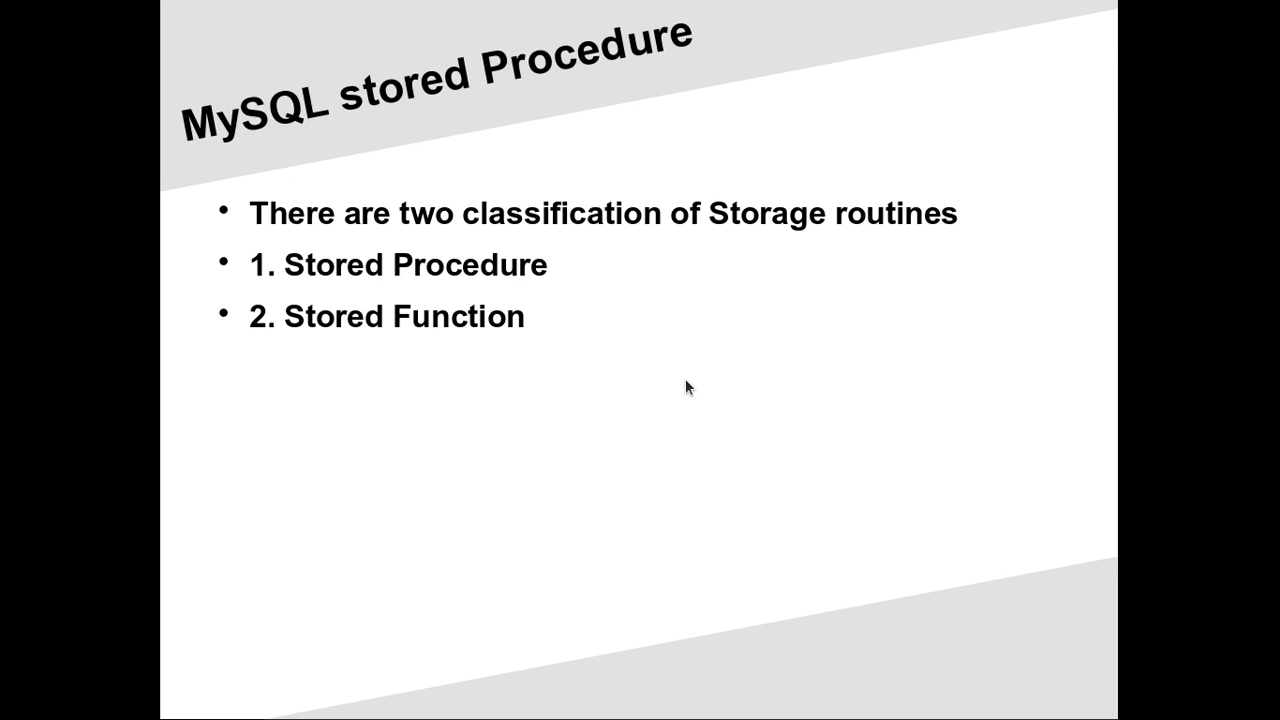 MySQL stored Procedure
• There are two classification of Storage routines
• 1. Stored Procedure
• 2. Stored Function